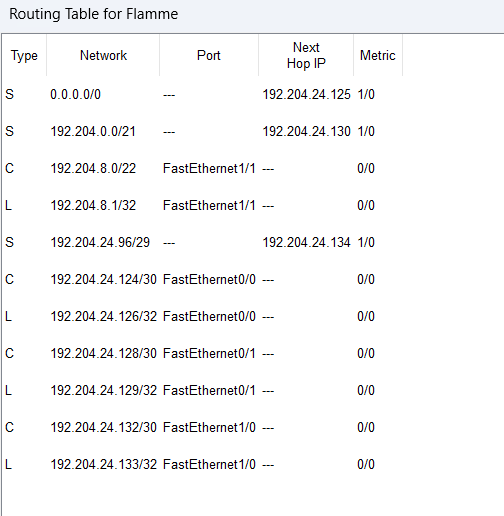 Routing Table for Flamme
Type Network Port Next Hop IP Metric
S 0.0.0.0/0 --- 192.204.24.125 1/0
S 192.204.0.0/21 --- 192.204.24.130 1/0
C 192.204.8.0/22 FastEthernet1/1 --- 0/0
L 192.204.8.1/32 FastEthernet1/1 --- 0/0
S 192.204.24.96/29 --- 192.204.24.134 1/0
C 192.204.24.124/30 FastEthernet0/0 --- 0/0
L 192.204.24.126/32 FastEthernet0/0 --- 0/0
C 192.204.24.128/30 FastEthernet0/1 --- 0/0
L 192.204.24.129/32 FastEthernet0/1 --- 0/0
C 192.204.24.132/30 FastEthernet1/0 --- 0/0
L 192.204.24.133/32 FastEthernet1/0 --- 0/0